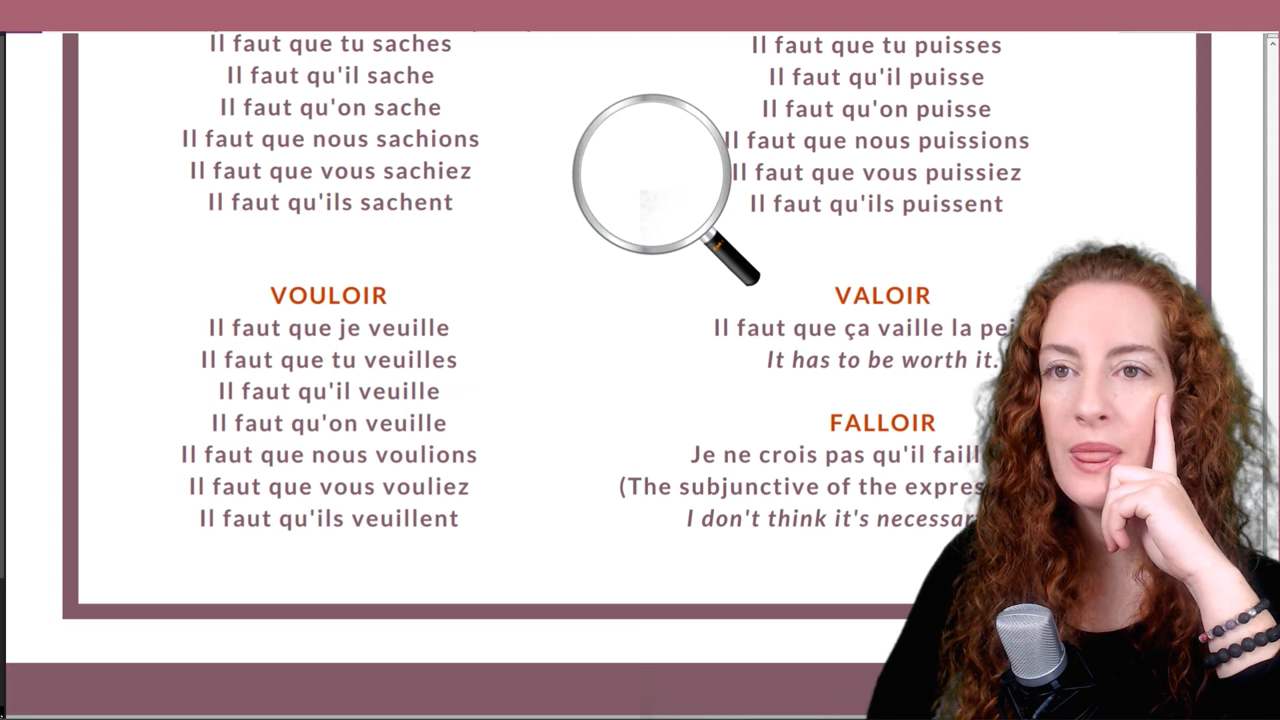 Il faut que tu saches
Il faut qu'il sache
Il faut qu'on sache
Il faut que nous sachions
Il faut que vous sachiez
Il faut qu'ils sachent
Il faut que tu puisses
Il faut qu'il puisse
Il faut qu'on puisse
Il faut que nous puissions
Il faut que vous puissiez
Il faut qu'ils puissent
VOULOIR
Il faut que je veuille
Il faut que tu veuilles
Il faut qu'il veuille
Il faut qu'on veuille
Il faut que nous voulions
Il faut que vous vouliez
Il faut qu'ils veuillent
VALOIR
Il faut que ça vaille la
It has to be worth it.
FALLOIR
Je ne crois pas qu'il
(The subjunctive of the
I don't think it's